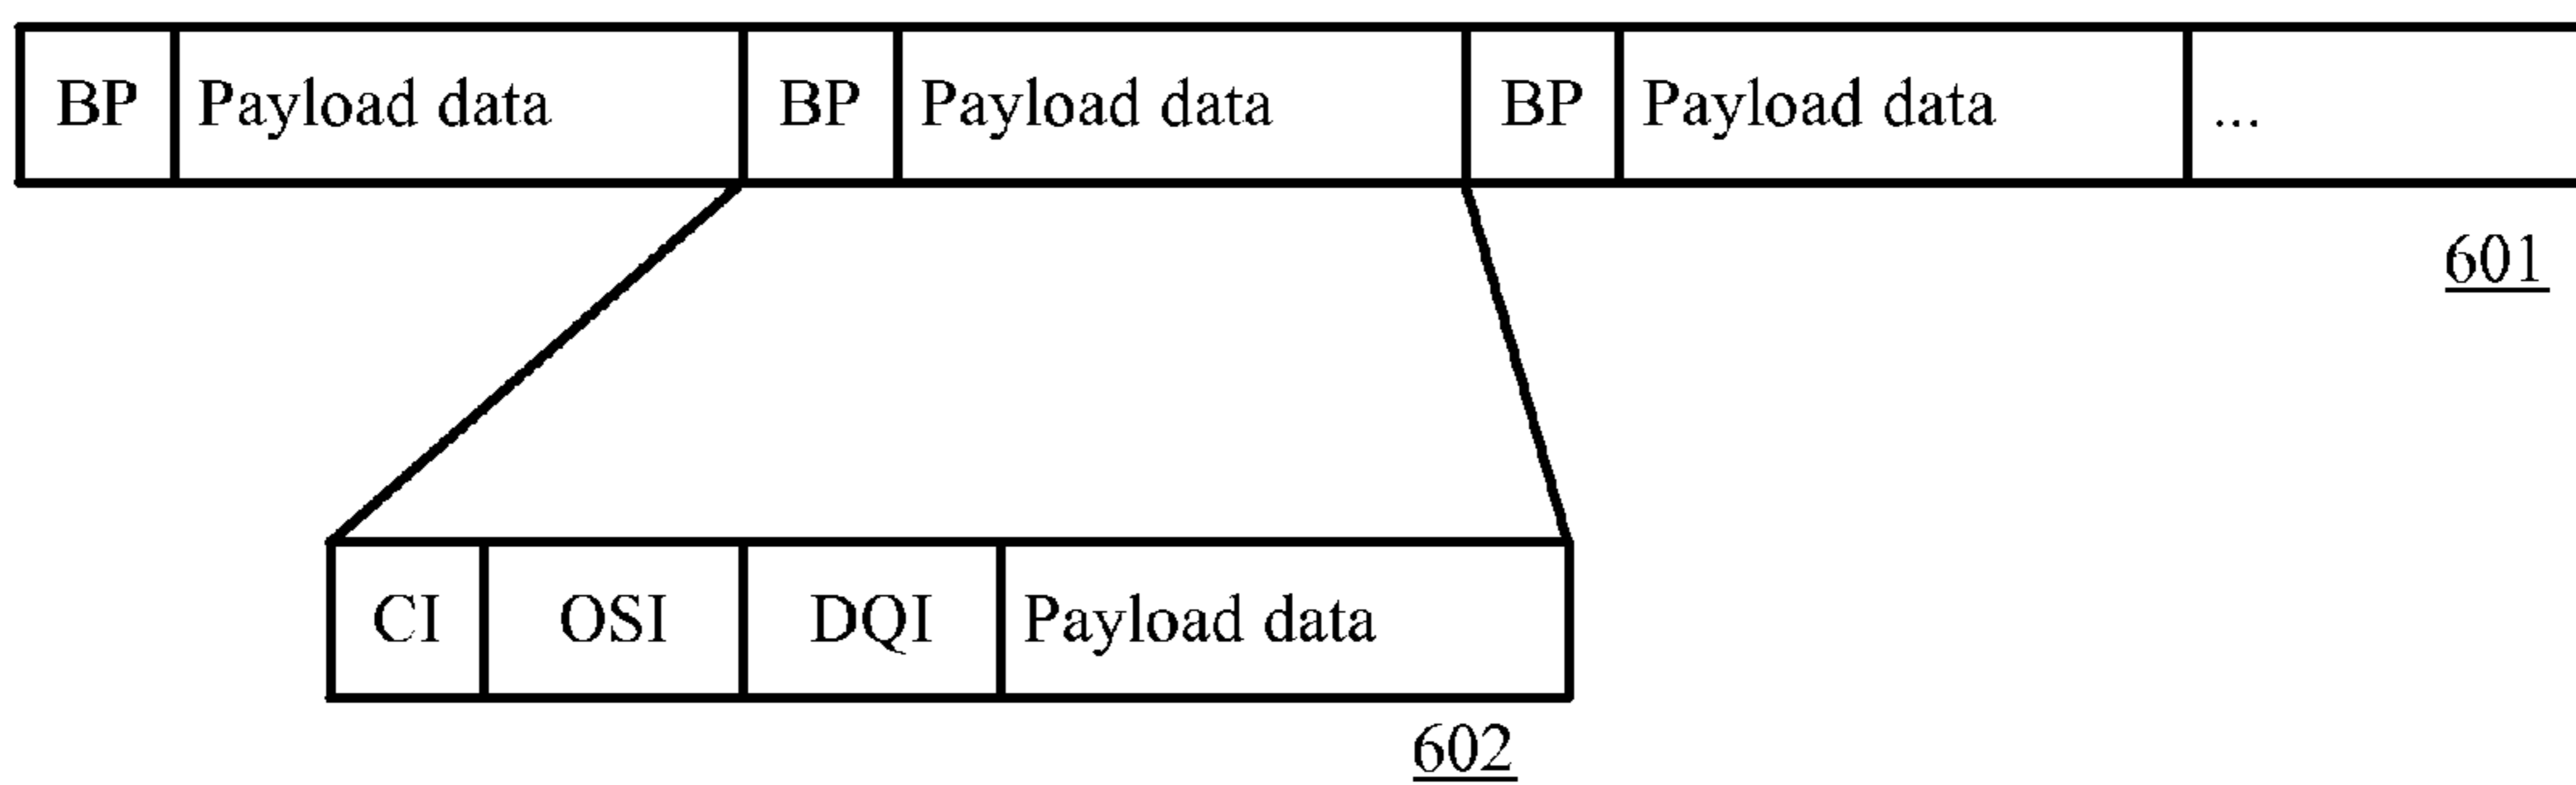 BP Payload data BP Payload data BP Payload data ...
601
CI OSI DQI Payload data
602